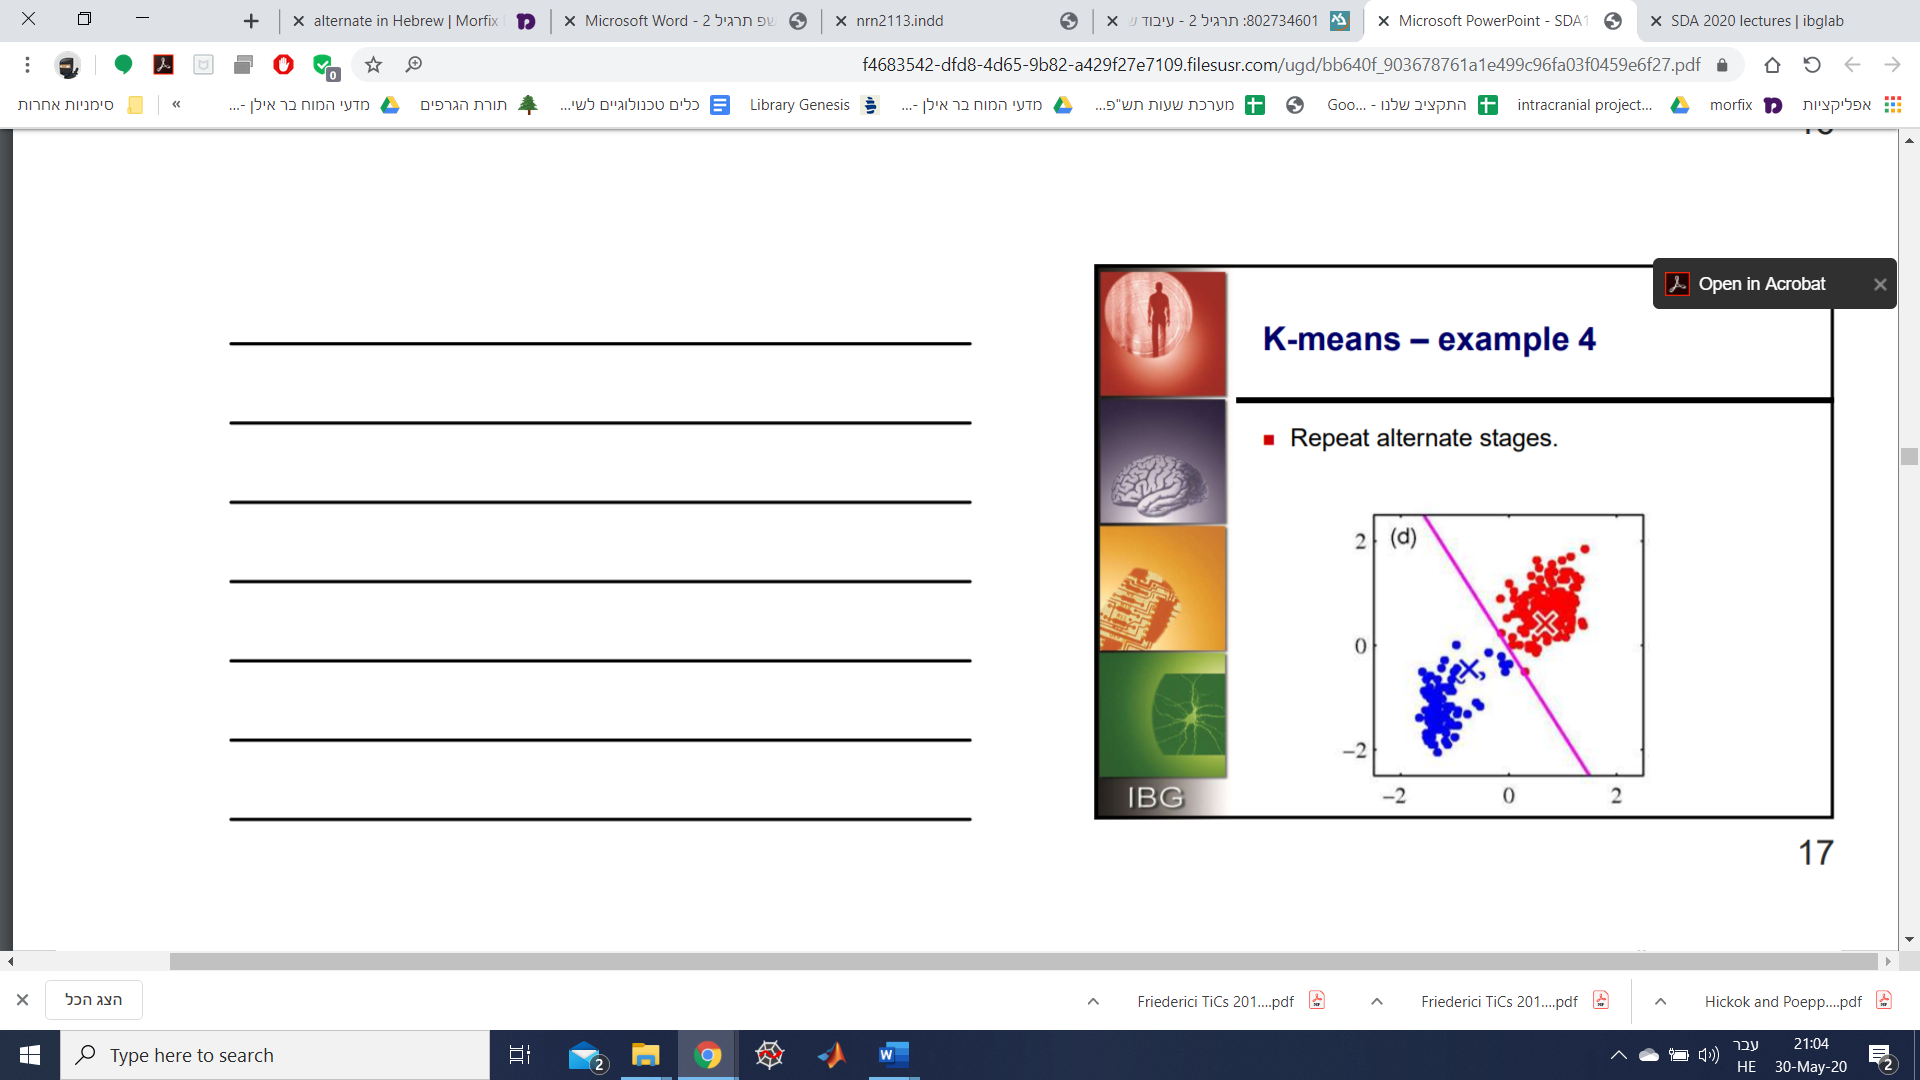 alternate in Hebrew | Morfix
Microsoft Word - שפ תרגיל 2
nrn2113.indd
802734601: תרגיל 2 - עיבוד ש
Microsoft PowerPoint - SDA1
SDA 2020 lectures | ibglab
0
f4683542-dfd8-4d65-9b82-a429f27e7109.filesusr.com/ugd/bb640f_903678761a1e499c96fa03f0459e6f27.pdf
סימניות אחרות
«
מדעי המוח בר אילן -...
תורת הגרפים
כלים טכנולוגיים לשי...
Library Genesis
מדעי המוח בר אילן -...
מערכת שעות תש"פ...
Goo... - התקציב שלנו
intracranial project...
morfix
אפליקציות
Open in Acrobat
K-means – example 4
Repeat alternate stages.
(d)
2
0
−2
−2
0
2
IBG
17
הצג הכל
Friederici TiCs 201....pdf
Friederici TiCs 201....pdf
Hickok and Poepp....pdf
Type here to search
2
W
עבר
HE
21:04
30-May-20
2